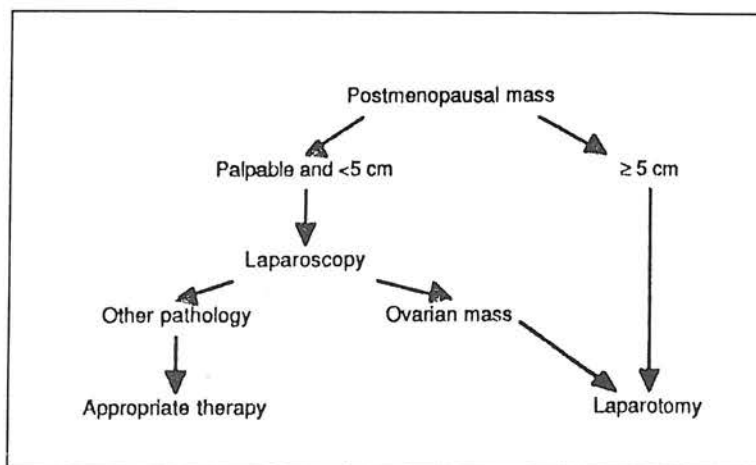 Postmenopausal mass
Palpable and <5 cm
≥ 5 cm
Laparoscopy
Other pathology
Ovarian mass
Appropriate therapy
Laparotomy